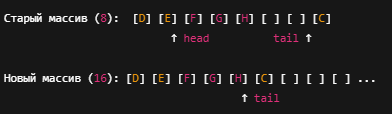 Старый массив (8): [D] [E] [F] [G] [H] [ ] [ ] [C]
↑ head tail ↑
Новый массив (16): [D] [E] [F] [G] [H] [C] [ ] [ ] [ ] ...
↑ tail